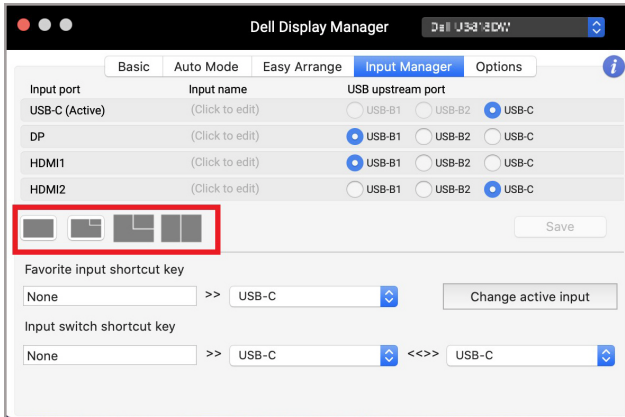 Dell Display Manager
Basic Auto Mode Easy Arrange Input Manager Options i
Input port Input name USB upstream port
USB-C (Active) (Click to edit) USB-B1 USB-B2 USB-C
DP (Click to edit) USB-B1 USB-B2 USB-C
HDMI1 (Click to edit) USB-B1 USB-B2 USB-C
HDMI2 (Click to edit) USB-B1 USB-B2 USB-C
Save
Favorite input shortcut key
None >> USB-C Change active input
Input switch shortcut key
None >> USB-C <<>> USB-C